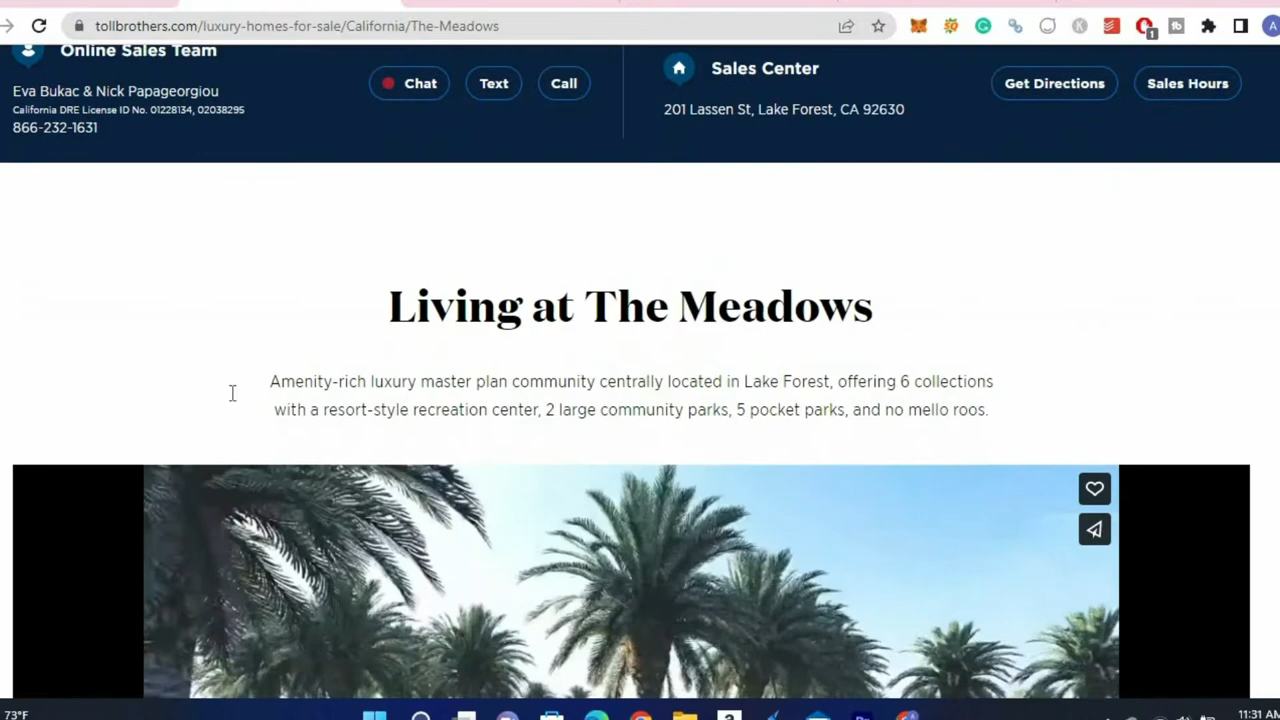 tollbrothers.com/luxury-homes-for-sale/California/The-Meadows
Online Sales Team
Eva Bukac & Nick Papageorgiou
California DRE License ID No. 01228134, 02038295
866-232-1631
Chat
Text
Call
Sales Center
201 Lassen St, Lake Forest, CA 92630
Get Directions
Sales Hours
Living at The Meadows
Amenity-rich luxury master plan community centrally located in Lake Forest, offering 6 collections
with a resort-style recreation center, 2 large community parks, 5 pocket parks, and no mello roos.
73°F
11:31 AM